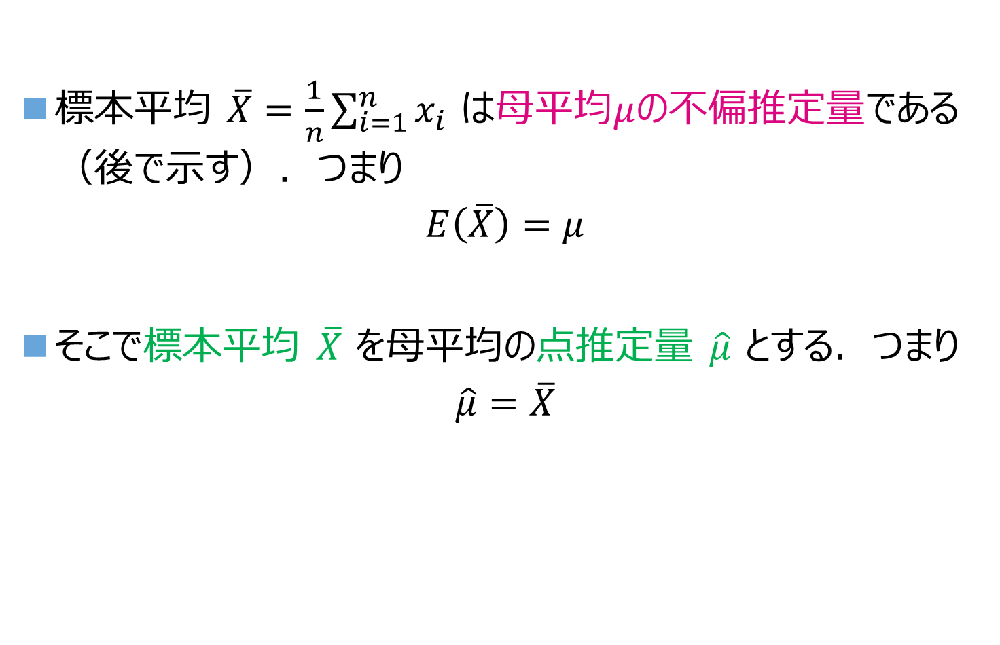 ■標本平均 X̄ = 1/n ∑ⁿᵢ₌₁ xᵢ は母平均μの不偏推定量である
（後で示す）．つまり
E(X̄) = μ
■そこで標本平均 X̄ を母平均の点推定量 μ̂ とする．つまり
μ̂ = X̄